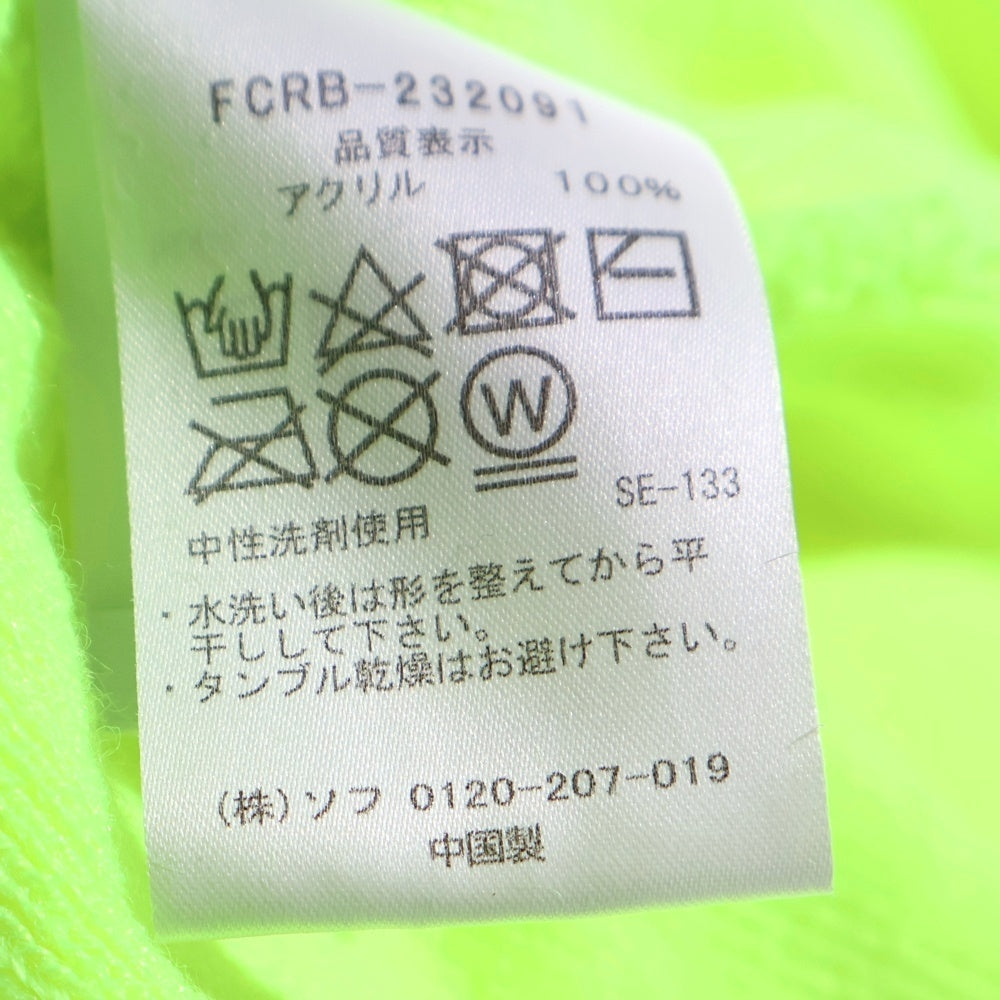 FCRB-232091
品質表示
アクリル 100%
W
SE-133
中性洗剤使用
・水洗い後は形を整えてから平
干しして下さい。
・タンブル乾燥はお避け下さい。
(株)ソフ 0120-207-019
中国製